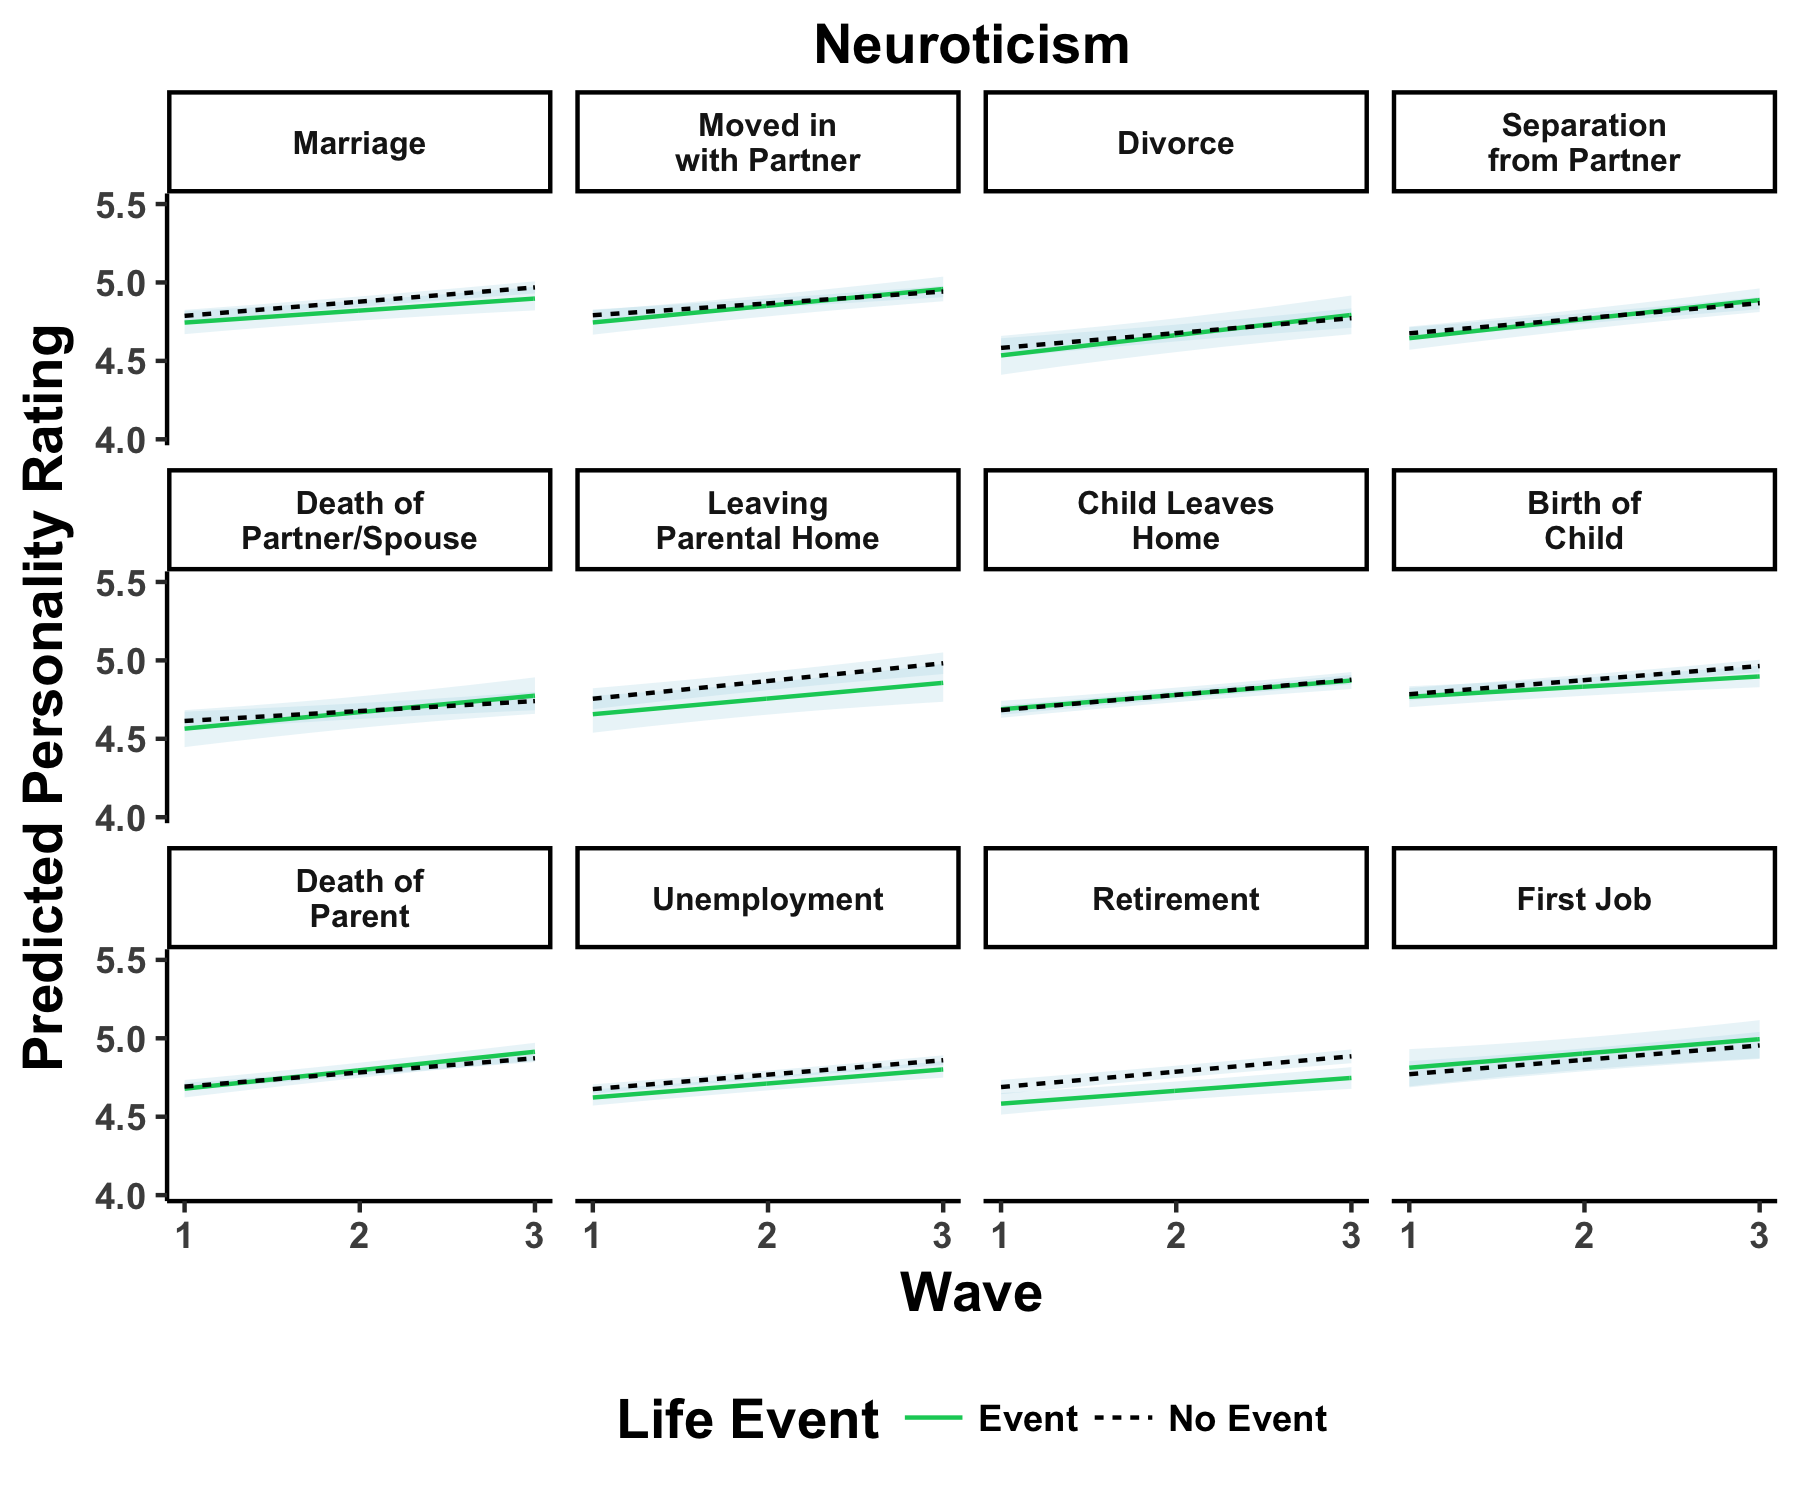 Neuroticism
Marriage
Moved in
with Partner
Divorce
Separation
from Partner
5.5
5.0
4.5
4.0
Death of
Partner/Spouse
Leaving
Parental Home
Child Leaves
Home
Birth of
Child
5.5
5.0
4.5
4.0
Death of
Parent
Unemployment
Retirement
First Job
5.5
5.0
4.5
4.0
1 2 3 1 2 3 1 2 3 1 2 3
Predicted Personality Rating
Wave
Life Event Event No Event